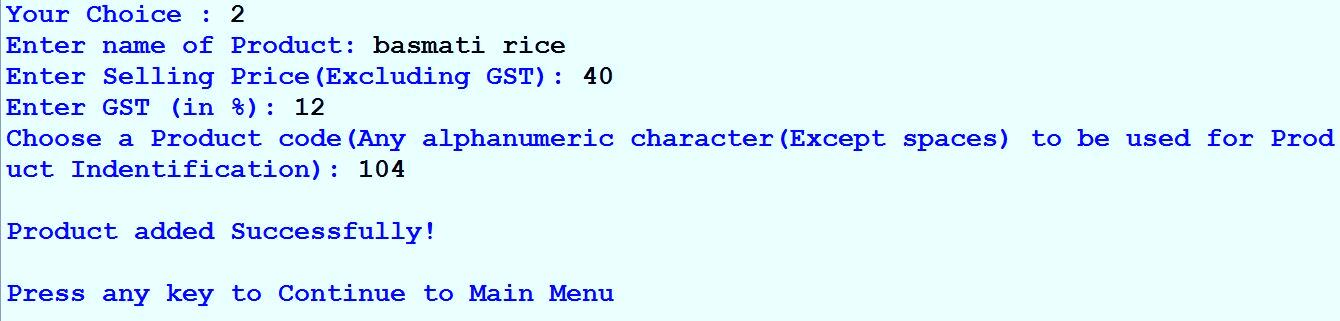 Your Choice : 2
Enter name of Product: basmati rice
Enter Selling Price(Excluding GST): 40
Enter GST (in %): 12
Choose a Product code(Any alphanumeric character(Except spaces) to be used for Prod
uct Indentification): 104
Product added Successfully!
Press any key to Continue to Main Menu